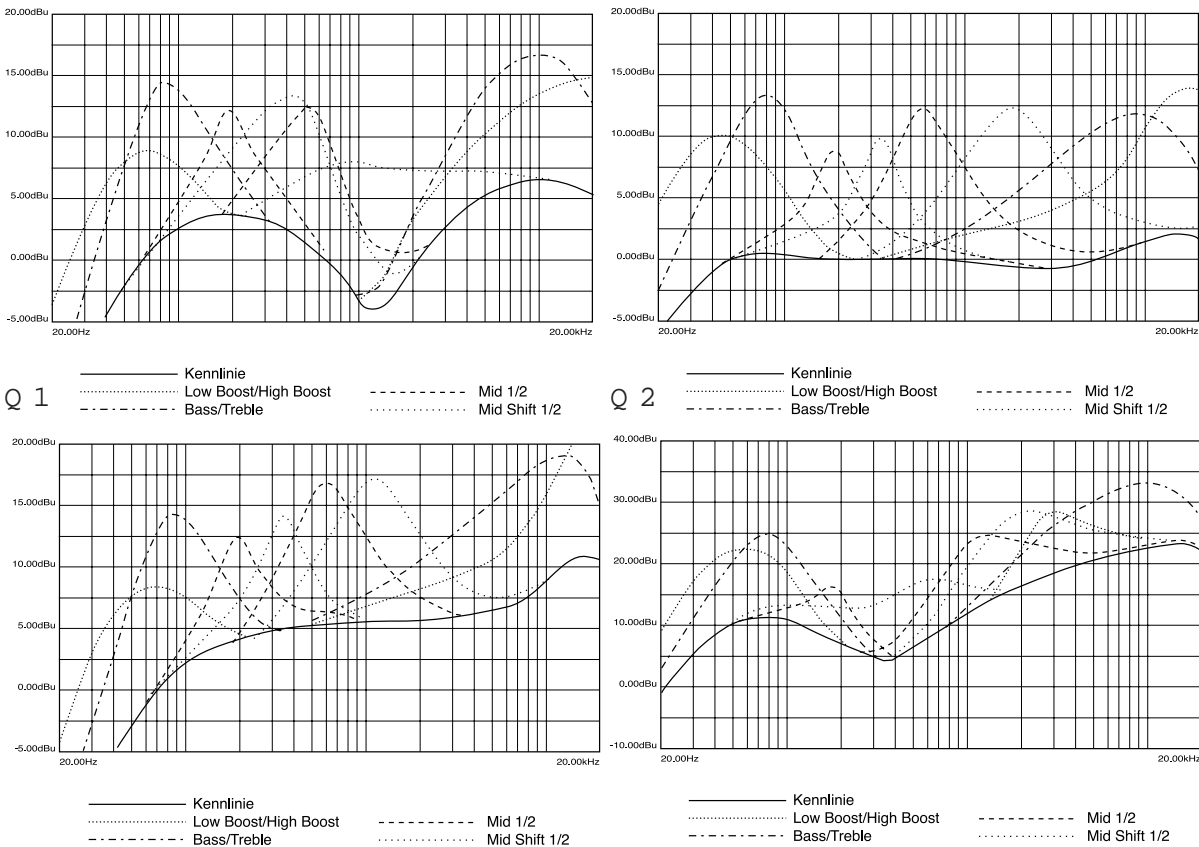 20.00dBu
15.00dBu
10.00dBu
5.00dBu
0.00dBu
-5.00dBu
20.00Hz 20.00kHz
Kennlinie
Low Boost/High Boost Mid 1/2
Bass/Treble Mid Shift 1/2
20.00dBu
15.00dBu
10.00dBu
5.00dBu
0.00dBu
-5.00dBu
20.00Hz 20.00kHz
Kennlinie
Low Boost/High Boost Mid 1/2
Bass/Treble Mid Shift 1/2
Q 1
Q 2
20.00dBu
15.00dBu
10.00dBu
5.00dBu
0.00dBu
-5.00dBu
20.00Hz 20.00kHz
Kennlinie
Low Boost/High Boost Mid 1/2
Bass/Treble Mid Shift 1/2
40.00dBu
30.00dBu
20.00dBu
10.00dBu
0.00dBu
-10.00dBu
20.00Hz 20.00kHz
Kennlinie
Low Boost/High Boost Mid 1/2
Bass/Treble Mid Shift 1/2